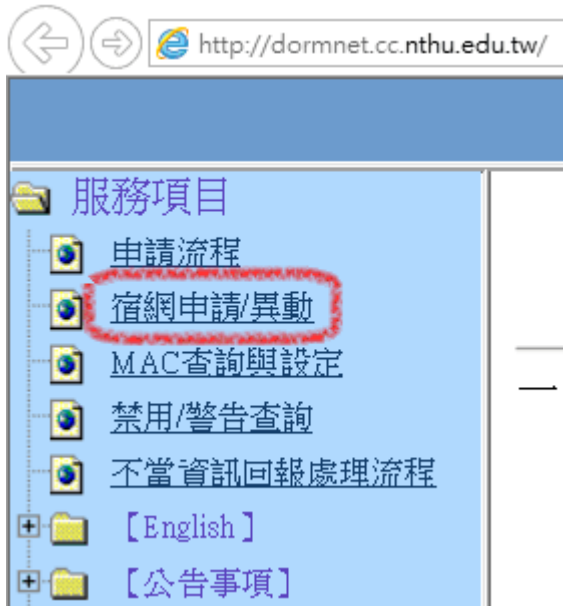 http://dormnet.cc.nthu.edu.tw/
服務項目
申請流程
宿網申請/異動
MAC查詢與設定
一
禁用/警告查詢
不當資訊回報處理流程
【English】
【公告事項】